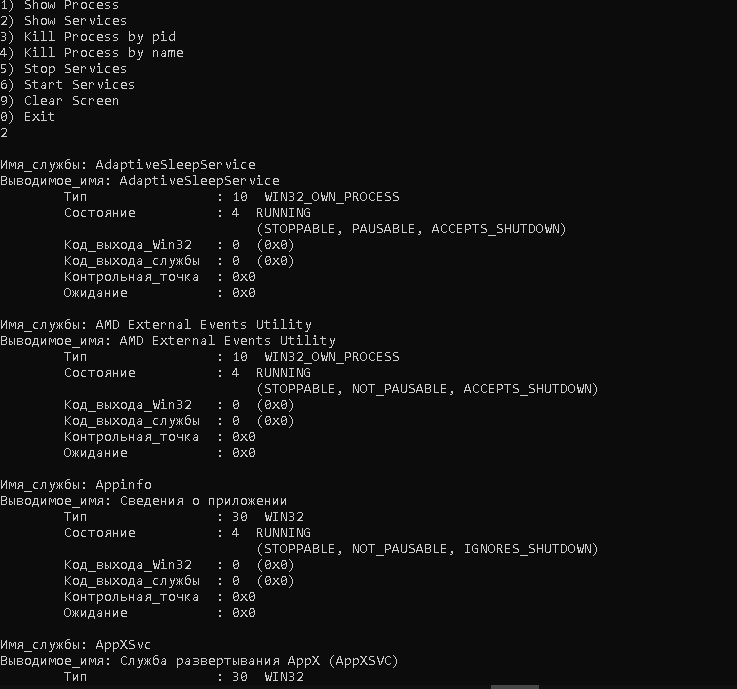 1) Show Process
2) Show Services
3) Kill Process by pid
4) Kill Process by name
5) Stop Services
6) Start Services
9) Clear Screen
0) Exit
2
Имя_службы: AdaptiveSleepService
Выводимое_имя: AdaptiveSleepService
Тип : 10 WIN32_OWN_PROCESS
Состояние : 4 RUNNING
(STOPPABLE, PAUSABLE, ACCEPTS_SHUTDOWN)
Код_выхода_Win32 : 0 (0x0)
Код_выхода_службы : 0 (0x0)
Контрольная_точка : 0x0
Ожидание : 0x0
Имя_службы: AMD External Events Utility
Выводимое_имя: AMD External Events Utility
Тип : 10 WIN32_OWN_PROCESS
Состояние : 4 RUNNING
(STOPPABLE, NOT_PAUSABLE, ACCEPTS_SHUTDOWN)
Код_выхода_Win32 : 0 (0x0)
Код_выхода_службы : 0 (0x0)
Контрольная_точка : 0x0
Ожидание : 0x0
Имя_службы: Appinfo
Выводимое_имя: Сведения о приложении
Тип : 30 WIN32
Состояние : 4 RUNNING
(STOPPABLE, NOT_PAUSABLE, IGNORES_SHUTDOWN)
Код_выхода_Win32 : 0 (0x0)
Код_выхода_службы : 0 (0x0)
Контрольная_точка : 0x0
Ожидание : 0x0
Имя_службы: AppXSvc
Выводимое_имя: Служба развертывания AppX (AppXSVC)
Тип : 30 WIN32